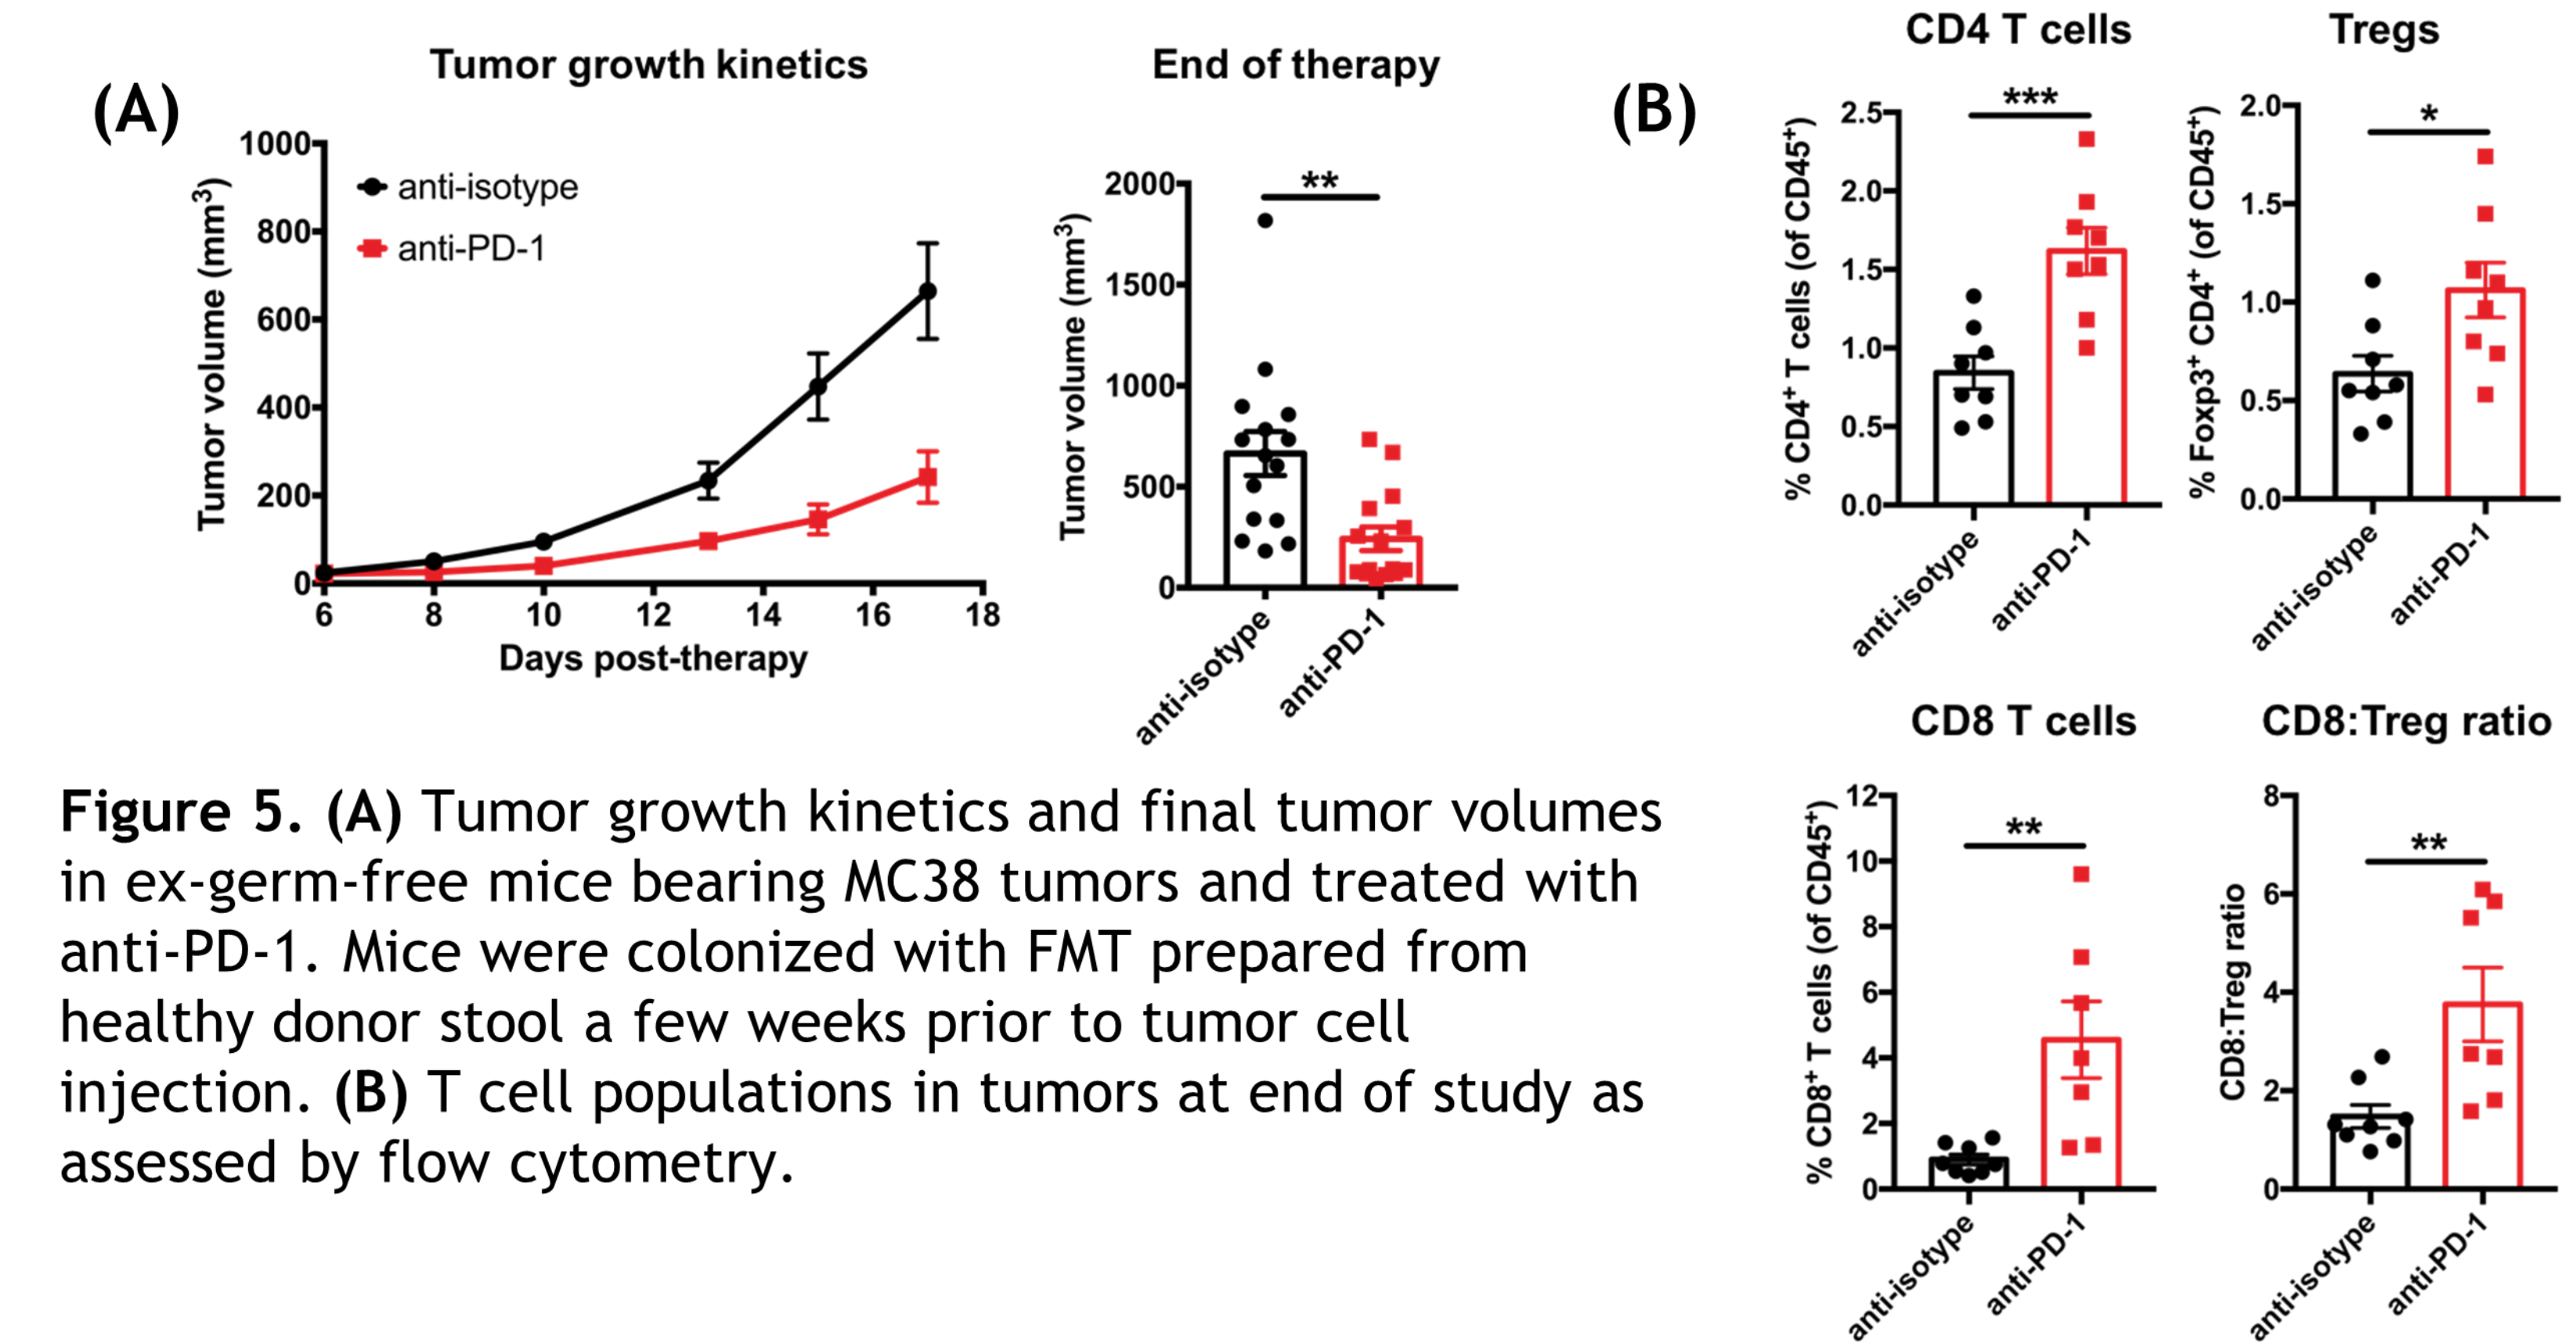 (A)
Tumor growth kinetics
Tumor volume (mm³)
1000
800
600
400
200
0
anti-isotype
anti-PD-1
6 8 10 12 14 16 18
Days post-therapy
End of therapy
Tumor volume (mm³)
2000
1500
1000
500
0
**
anti-isotype
anti-PD-1
(B)
CD4 T cells
% CD4⁺ T cells (of CD45⁺)
2.5
2.0
1.5
1.0
0.5
0.0
***
anti-isotype
anti-PD-1
Tregs
% Foxp3⁺ CD4⁺ (of CD45⁺)
2.0
1.5
1.0
0.5
0.0
*
anti-isotype
anti-PD-1
CD8 T cells
% CD8⁺ T cells (of CD45⁺)
12
10
8
6
4
2
0
**
anti-isotype
anti-PD-1
CD8:Treg ratio
CD8:Treg ratio
8
6
4
2
0
**
anti-isotype
anti-PD-1
Figure 5. (A) Tumor growth kinetics and final tumor volumes
in ex-germ-free mice bearing MC38 tumors and treated with
anti-PD-1. Mice were colonized with FMT prepared from
healthy donor stool a few weeks prior to tumor cell
injection. (B) T cell populations in tumors at end of study as
assessed by flow cytometry.